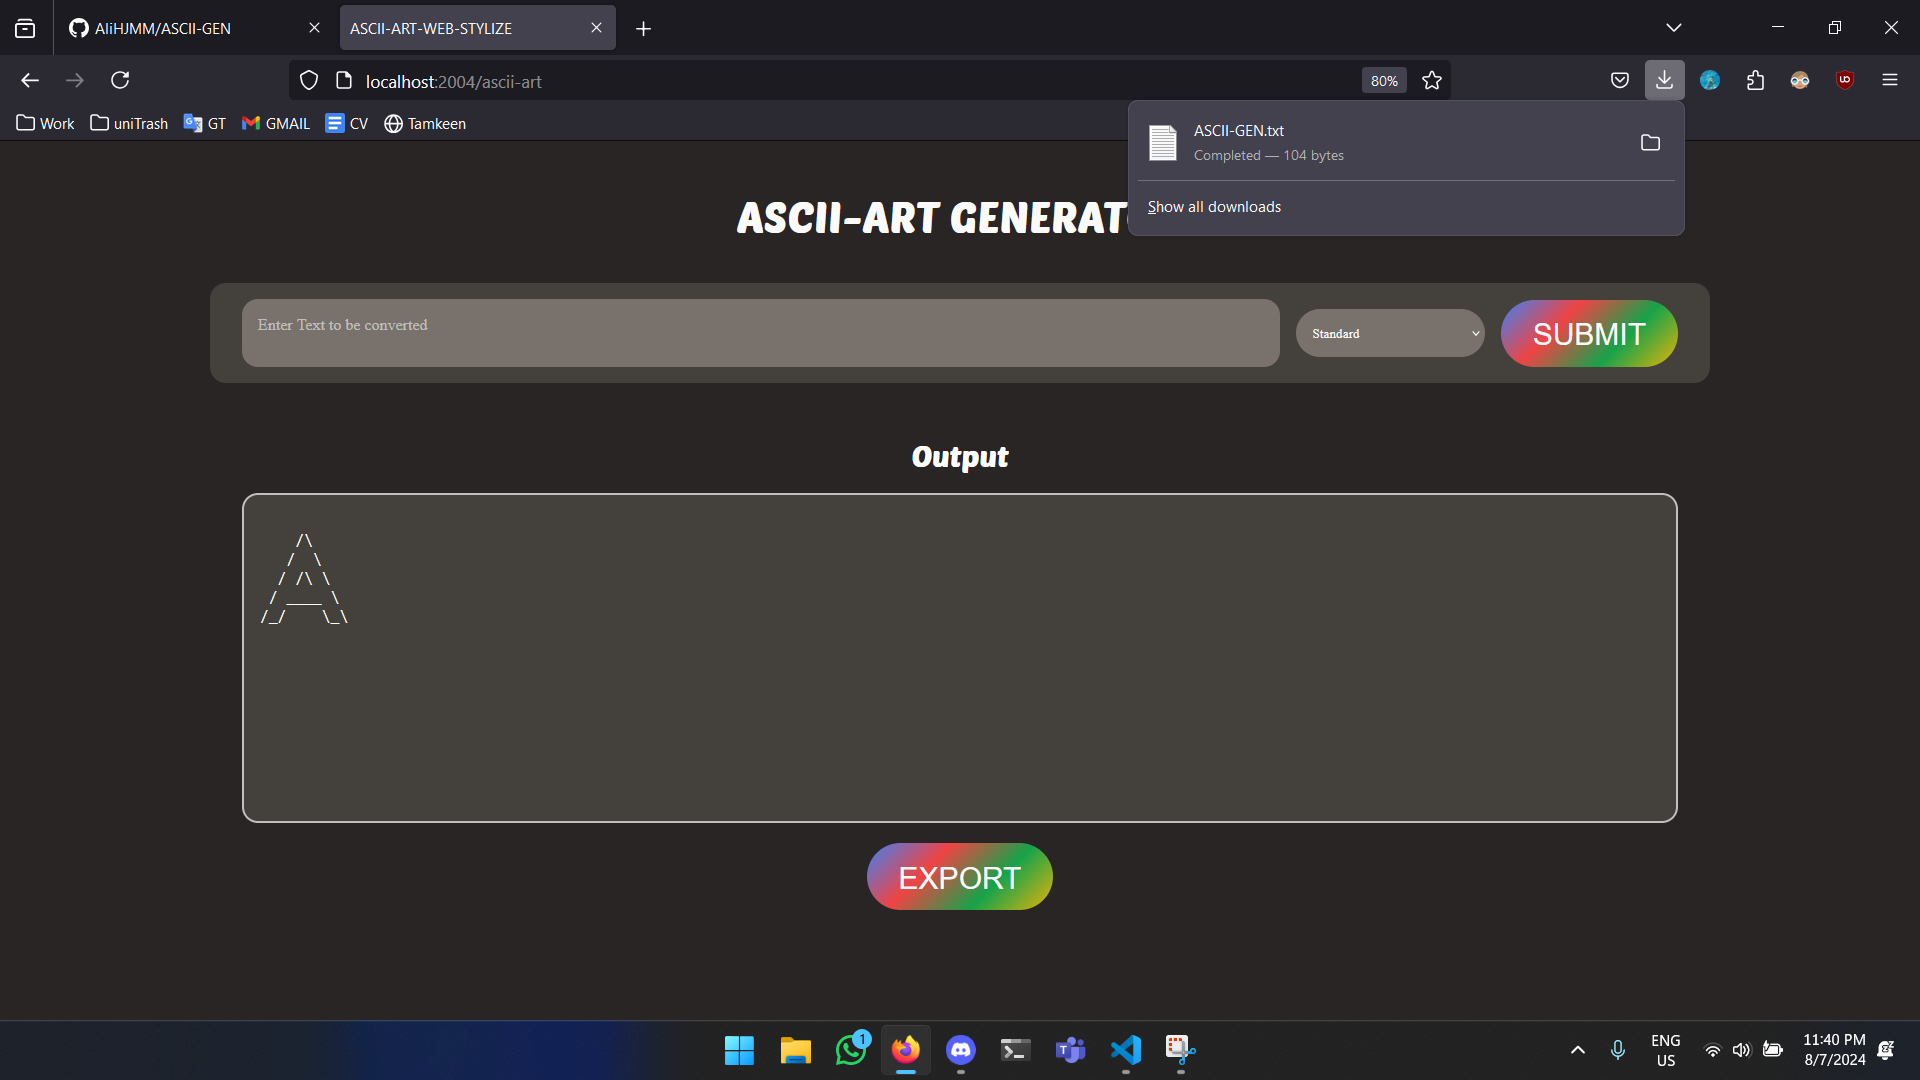 AliHJMM/ASCII-GEN
ASCII-ART-WEB-STYLIZE
localhost:2004/ascii-art
80%
Work
uniTrash
GT
GMAIL
CV
Tamkeen
ASCII-GEN.txt
Completed — 104 bytes
Show all downloads
ASCII-ART GENERAT
Enter Text to be converted
Standard
SUBMIT
Output
    /\
   /  \
  / /\ \
 / ____ \
/_/    \_\
EXPORT
1
ENG
US
11:40 PM
8/7/2024